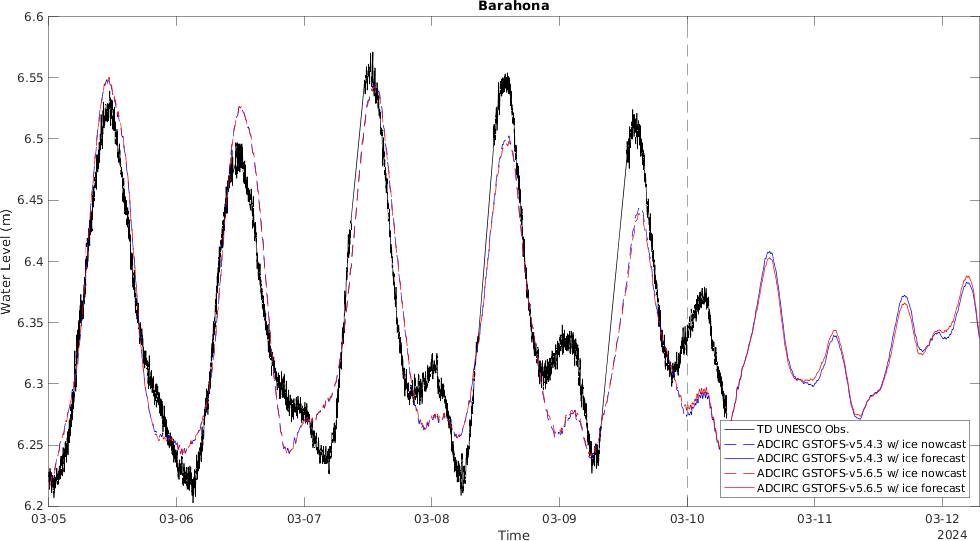 Barahona
6.6
6.55
6.5
6.45
6.4
6.35
6.3
6.25
6.2
Water Level (m)
TD UNESCO Obs.
ADCIRC GSTOFS-v5.4.3 w/ ice nowcast
ADCIRC GSTOFS-v5.4.3 w/ ice forecast
ADCIRC GSTOFS-v5.6.5 w/ ice nowcast
ADCIRC GSTOFS-v5.6.5 w/ ice forecast
03-05 03-06 03-07 03-08 03-09 03-10 03-11 03-12
Time
2024